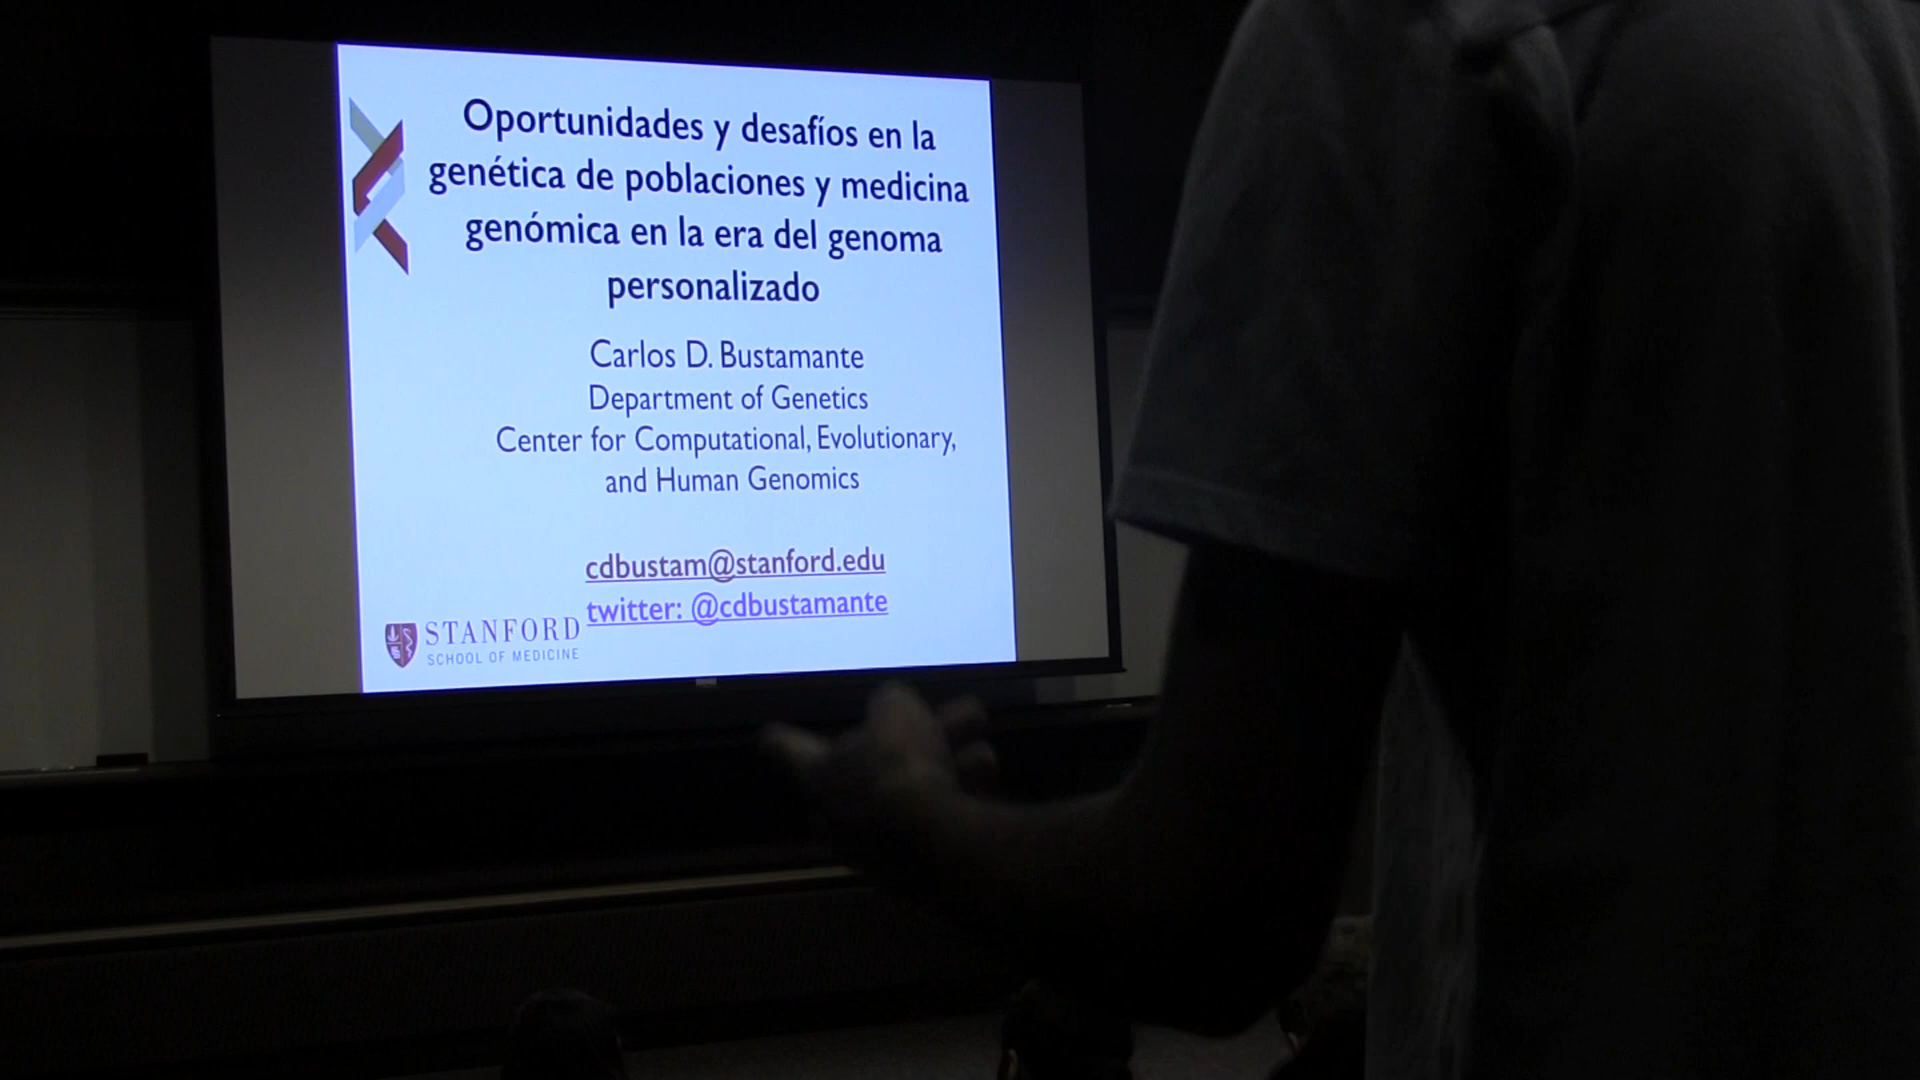 Oportunidades y desafíos en la
genética de poblaciones y medicina
genómica en la era del genoma
personalizado
Carlos D. Bustamante
Department of Genetics
Center for Computational, Evolutionary,
and Human Genomics
cdbustam@stanford.edu
twitter: @cdbustamante
STANFORD
SCHOOL OF MEDICINE